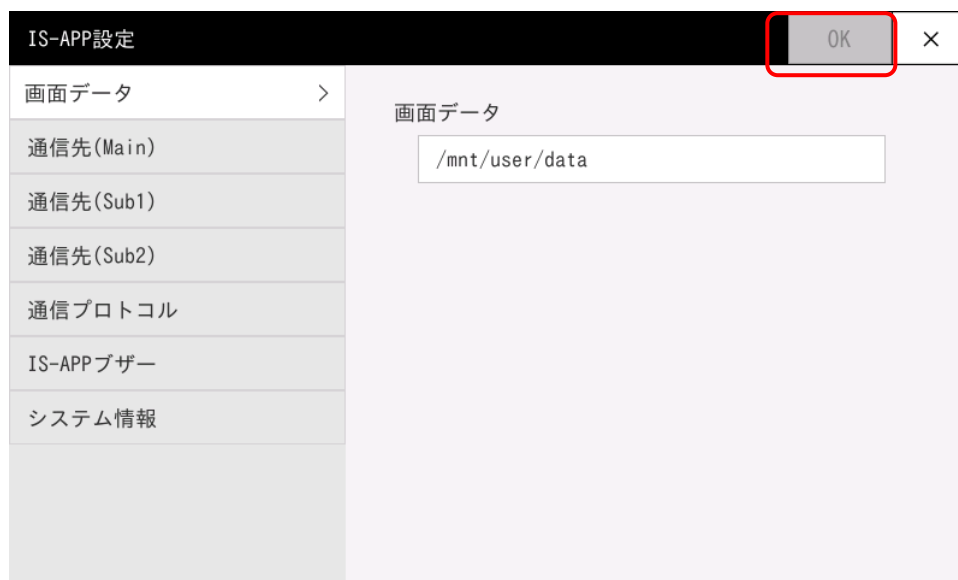 IS-APP設定
OK ×
画面データ >
通信先(Main)
通信先(Sub1)
通信先(Sub2)
通信プロトコル
IS-APPブザー
システム情報
画面データ
/mnt/user/data